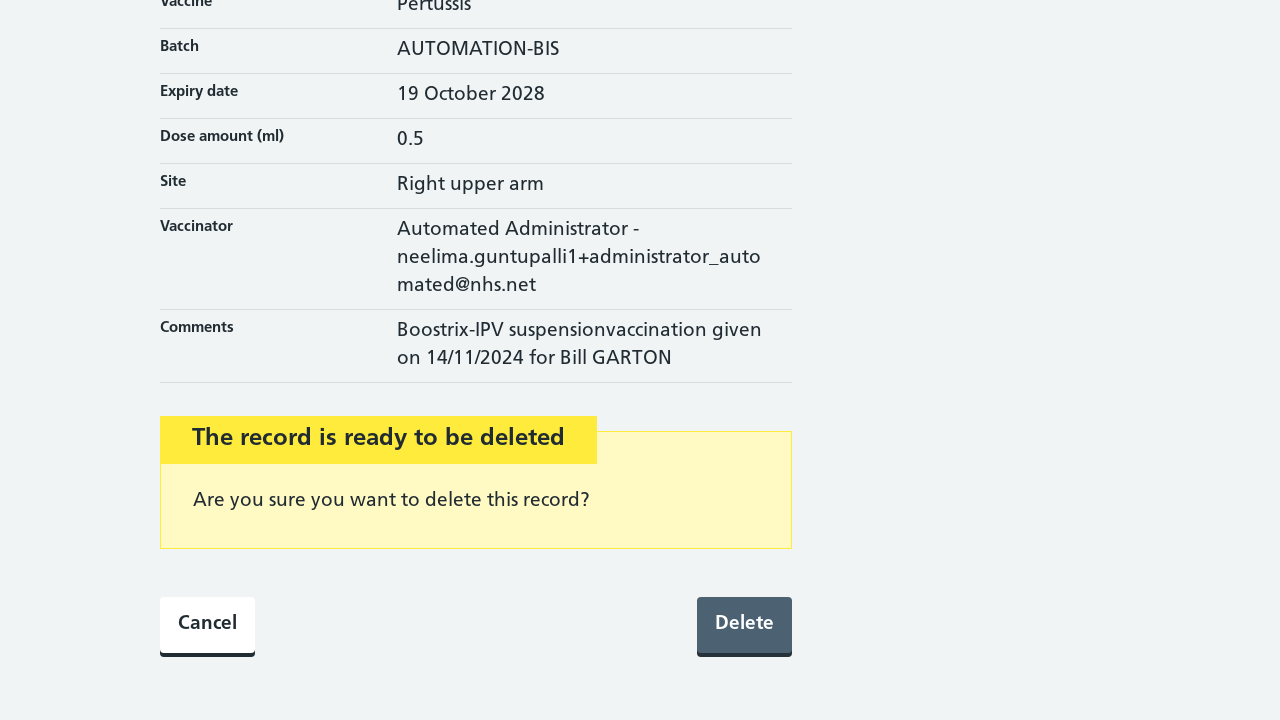 Vaccine
Pertussis
Batch
AUTOMATION-BIS
Expiry date
19 October 2028
Dose amount (ml)
0.5
Site
Right upper arm
Vaccinator
Automated Administrator -
neelima.guntupalli1+administrator_auto
mated@nhs.net
Comments
Boostrix-IPV suspensionvaccination given
on 14/11/2024 for Bill GARTON
The record is ready to be deleted
Are you sure you want to delete this record?
Cancel
Delete